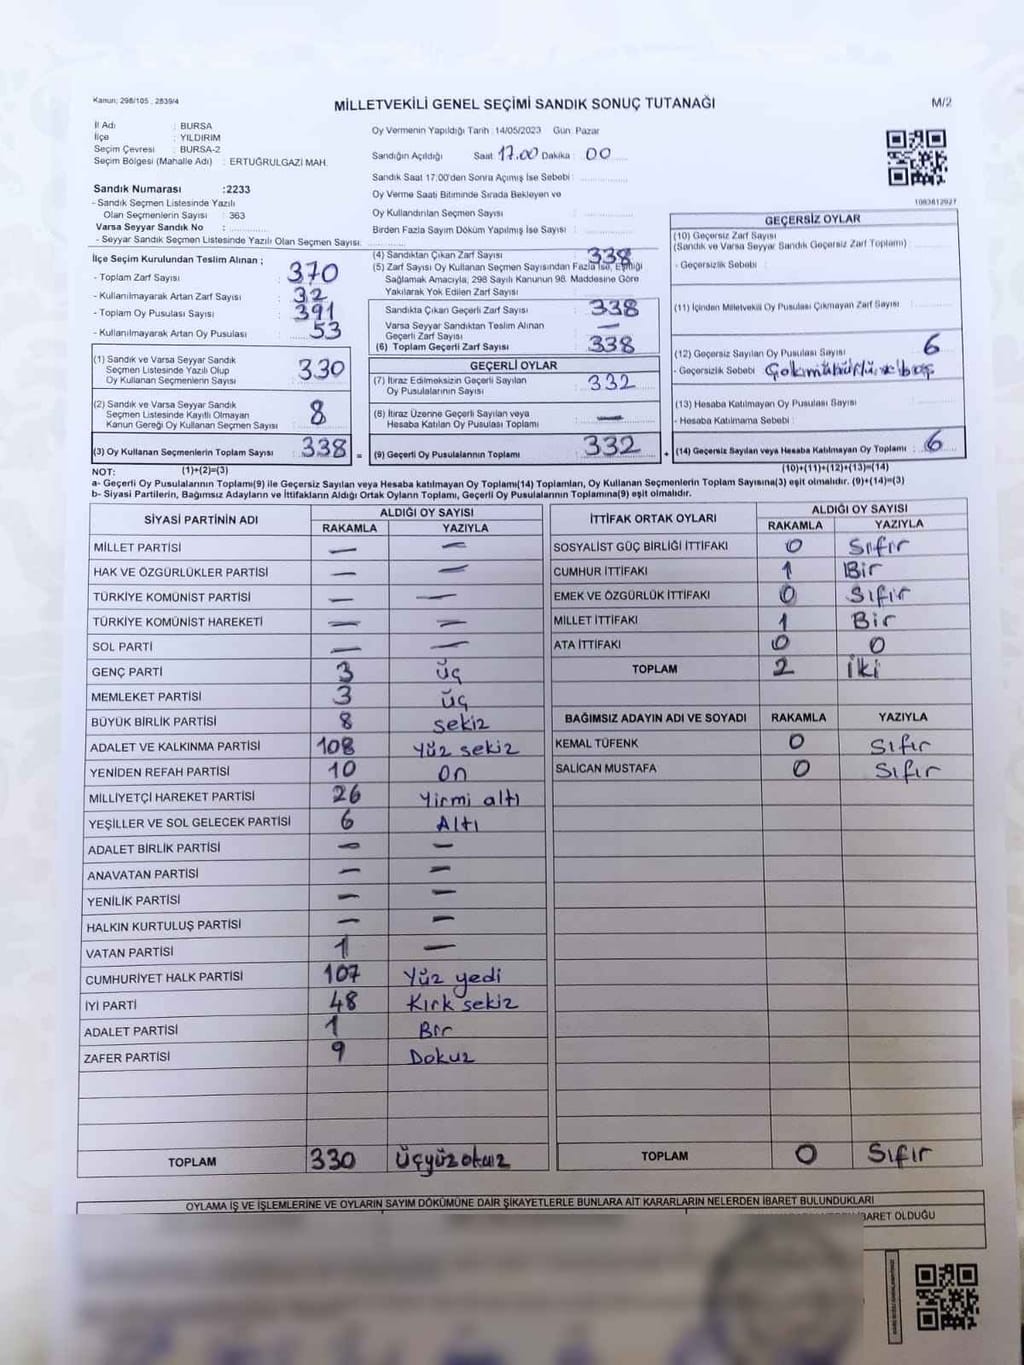 Kanun; 298/105 , 2839/4
MİLLETVEKİLİ GENEL SEÇİMİ SANDIK SONUÇ TUTANAĞI
M/2
İl Adı : BURSA
İlçe : YILDIRIM
Seçim Çevresi : BURSA-2
Seçim Bölgesi (Mahalle Adı) : ERTUĞRULGAZİ MAH.
Oy Vermenin Yapıldığı Tarih : 14/05/2023 Gün: Pazar
Sandığın Açıldığı Saat 17.00 Dakika : 00
Sandık Saat 17:00'den Sonra Açımış İse Sebebi :
Oy Verme Saati Bitiminde Sırada Bekleyen ve
Oy Kullandırılan Seçmen Sayısı :
Birden Fazla Sayım Döküm Yapılmış İse Sayısı :
1083612927
Sandık Numarası :2233
- Sandık Seçmen Listesinde Yazılı
Olan Seçmenlerin Sayısı : 363
Varsa Seyyar Sandık No :
- Seyyar Sandık Seçmen Listesinde Yazılı Olan Seçmen Sayısı:
İlçe Seçim Kurulundan Teslim Alınan ;
- Toplam Zarf Sayısı : 370
- Kullanılmayarak Artan Zarf Sayısı : 32
- Toplam Oy Pusulası Sayısı : 391
- Kullanılmayarak Artan Oy Pusulası : 53
(1) Sandık ve Varsa Seyyar Sandık
Seçmen Listesinde Yazılı Olup
Oy Kullanan Seçmenlerin Sayısı : 330
(2) Sandık ve Varsa Seyyar Sandık
Seçmen Listesinde Kayıtlı Olmayan
Kanun Gereği Oy Kullanan Seçmen Sayısı : 8
(3) Oy Kullanan Seçmenlerin Toplam Sayısı : 338 =
(4) Sandıktan Çıkan Zarf Sayısı : 338
(5) Zarf Sayısı Oy Kullanan Seçmen Sayısından Fazla İse, Eşitliği
Sağlamak Amacıyla, 298 Sayılı Kanunun 98. Maddesine Göre
Yakılarak Yok Edilen Zarf Sayısı :
Sandıkta Çıkan Geçerli Zarf Sayısı : 338
Varsa Seyyar Sandıktan Teslim Alınan
Geçerli Zarf Sayısı : —
(6) Toplam Geçerli Zarf Sayısı : 338
GEÇERLİ OYLAR
(7) İtiraz Edilmeksizin Geçerli Sayılan
Oy Pusulalarının Sayısı : 332
(8) İtiraz Üzerine Geçerli Sayılan veya
Hesaba Katılan Oy Pusulası Toplamı : —
(9) Geçerli Oy Pusulalarının Toplamı : 332 +
GEÇERSİZ OYLAR
(10) Geçersiz Zarf Sayısı
(Sandık ve Varsa Seyyar Sandık Geçersiz Zarf Toplamı) :
- Geçersizlik Sebebi :
(11) İçinden Milletvekili Oy Pusulası Çıkmayan Zarf Sayısı :
(12) Geçersiz Sayılan Oy Pusulası Sayısı : 6
- Geçersizlik Sebebi :
(13) Hesaba Katılmayan Oy Pusulası Sayısı :
- Hesaba Katılmama Sebebi :
(14) Geçersiz Sayılan veya Hesaba Katılmayan Oy Toplamı : 6
NOT: (1)+(2)=(3)
(10)+(11)+(12)+(13)=(14)
a- Geçerli Oy Pusulalarının Toplamı(9) ile Geçersiz Sayılan veya Hesaba katılmayan Oy Toplamı(14) Toplamları, Oy Kullanan Seçmenlerin Toplam Sayısına(3) eşit olmalıdır. (9)+(14)=(3)
b- Siyasi Partilerin, Bağımsız Adayların ve İttifakların Aldığı Ortak Oyların Toplamı, Geçerli Oy Pusulalarının Toplamına(9) eşit olmalıdır.
SİYASİ PARTİNİN ADI ALDIĞI OY SAYISI
RAKAMLA YAZIYLA
MİLLET PARTİSİ — —
HAK VE ÖZGÜRLÜKLER PARTİSİ — —
TÜRKİYE KOMÜNİST PARTİSİ — —
TÜRKİYE KOMÜNİST HAREKETİ — —
SOL PARTİ — —
GENÇ PARTİ 3 üç
MEMLEKET PARTİSİ 3 üç
BÜYÜK BİRLİK PARTİSİ 8 sekiz
ADALET VE KALKINMA PARTİSİ 108 yüz sekiz
YENİDEN REFAH PARTİSİ 10 on
MİLLİYETÇİ HAREKET PARTİSİ 26 Yirmi altı
YEŞİLLER VE SOL GELECEK PARTİSİ 6 Altı
ADALET BİRLİK PARTİSİ — —
ANAVATAN PARTİSİ — —
YENİLİK PARTİSİ — —
HALKIN KURTULUŞ PARTİSİ — —
VATAN PARTİSİ 1 —
CUMHURİYET HALK PARTİSİ 107 Yüz yedi
İYİ PARTİ 48 Kırk sekiz
ADALET PARTİSİ 1 Bir
ZAFER PARTİSİ 9 Dokuz
TOPLAM 330
İTTİFAK ORTAK OYLARI ALDIĞI OY SAYISI
RAKAMLA YAZIYLA
SOSYALİST GÜÇ BİRLİĞİ İTTİFAKI 0 Sıfır
CUMHUR İTTİFAKI 1 Bir
EMEK VE ÖZGÜRLÜK İTTİFAKI 0 Sıfır
MİLLET İTTİFAKI 1 Bir
ATA İTTİFAKI 0 0
TOPLAM 2 İki
BAĞIMSIZ ADAYIN ADI VE SOYADI RAKAMLA YAZIYLA
KEMAL TÜFENK 0 Sıfır
SALİCAN MUSTAFA 0 Sıfır
TOPLAM 0 Sıfır
OYLAMA İŞ VE İŞLEMLERİNE VE OYLARIN SAYIM DÖKÜMÜNE DAİR ŞİKAYETLERLE BUNLARA AİT KARARLARIN NELERDEN İBARET BULUNDUKLARI
İBARET OLDUĞU